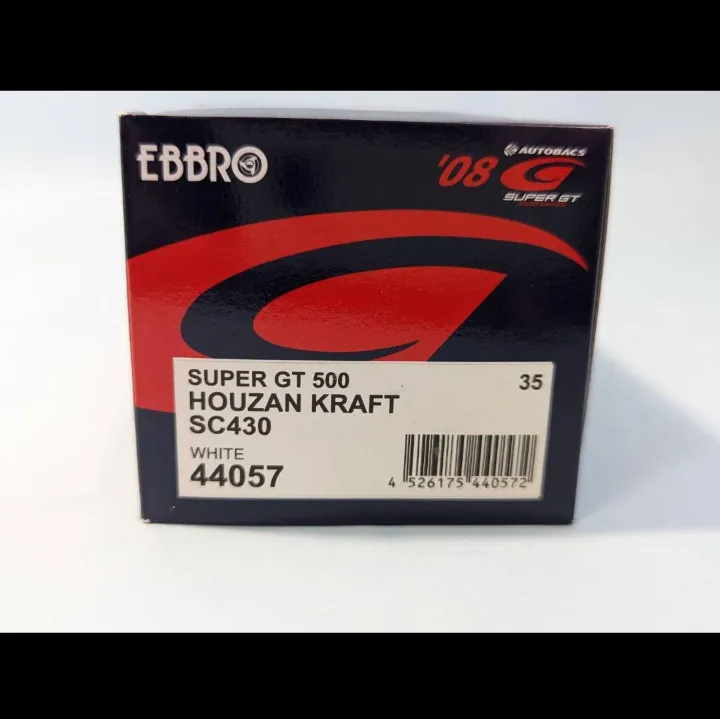 EBBRO
'08
AUTOBACS
SUPER GT
SUPER GT 500
35
HOUZAN KRAFT
SC430
WHITE
44057
4 526175 440572